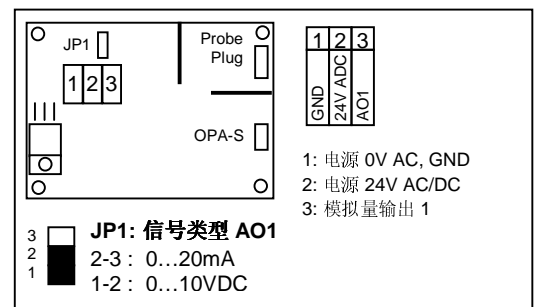 JP1
Probe
Plug
1 2 3
OPA-S
1 2 3
GND
24V ADC
AO1
1: 电源 0V AC, GND
2: 电源 24V AC/DC
3: 模拟量输出 1
3
2
1
JP1: 信号类型 AO1
2-3 : 0…20mA
1-2 : 0…10VDC